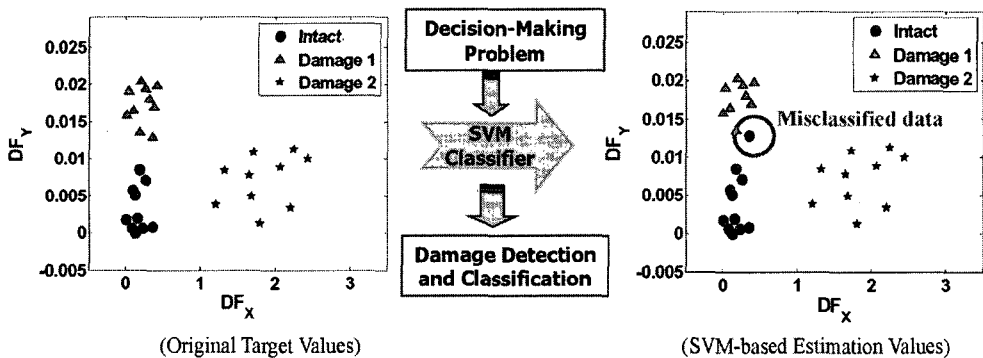 0.025
0.02
0.015
0.01
0.005
0
-0.005
DF_Y
Intact
Damage 1
Damage 2
0 1 2 3
DF_X
(Original Target Values)
Decision-Making
Problem
SVM
Classifier
Damage Detection
and Classification
0.025
0.02
0.015
0.01
0.005
0
-0.005
DF_Y
Intact
Damage 1
Damage 2
Misclassified data
0 1 2 3
DF_X
(SVM-based Estimation Values)